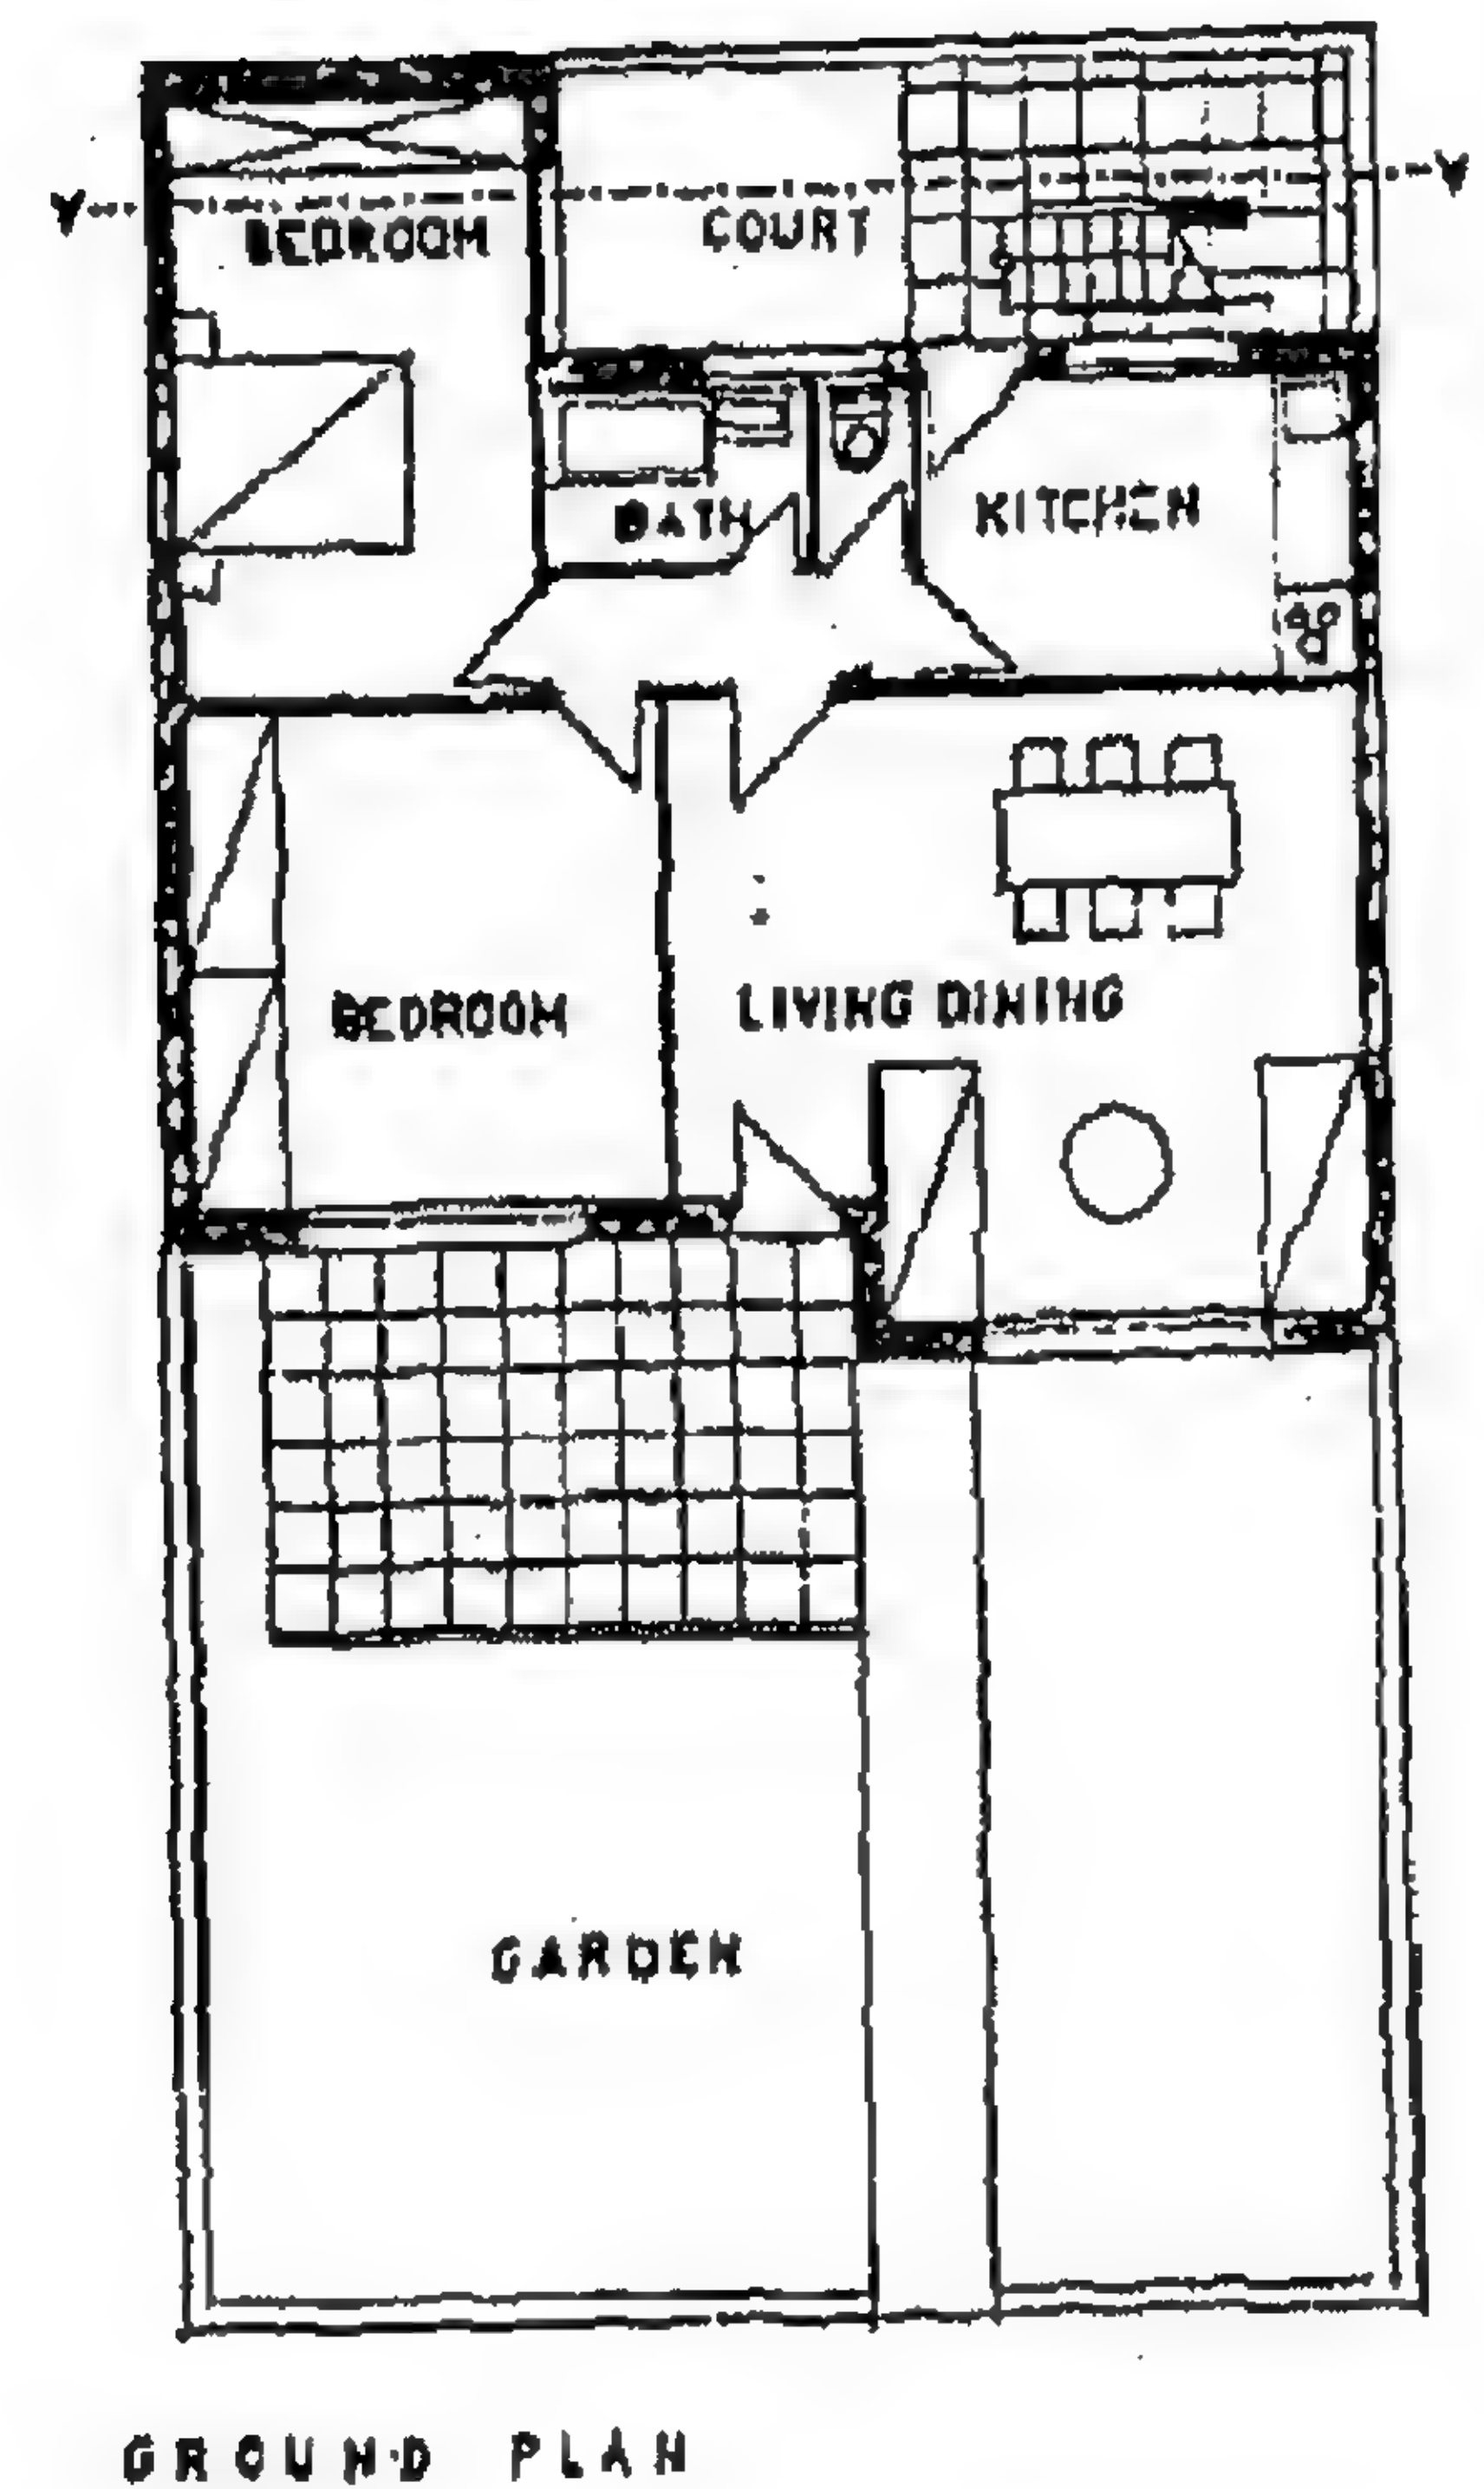 Y Y
BEDROOM COURT
BATH KITCHEN
BEDROOM LIVING DINING
GARDEN
GROUND PLAN